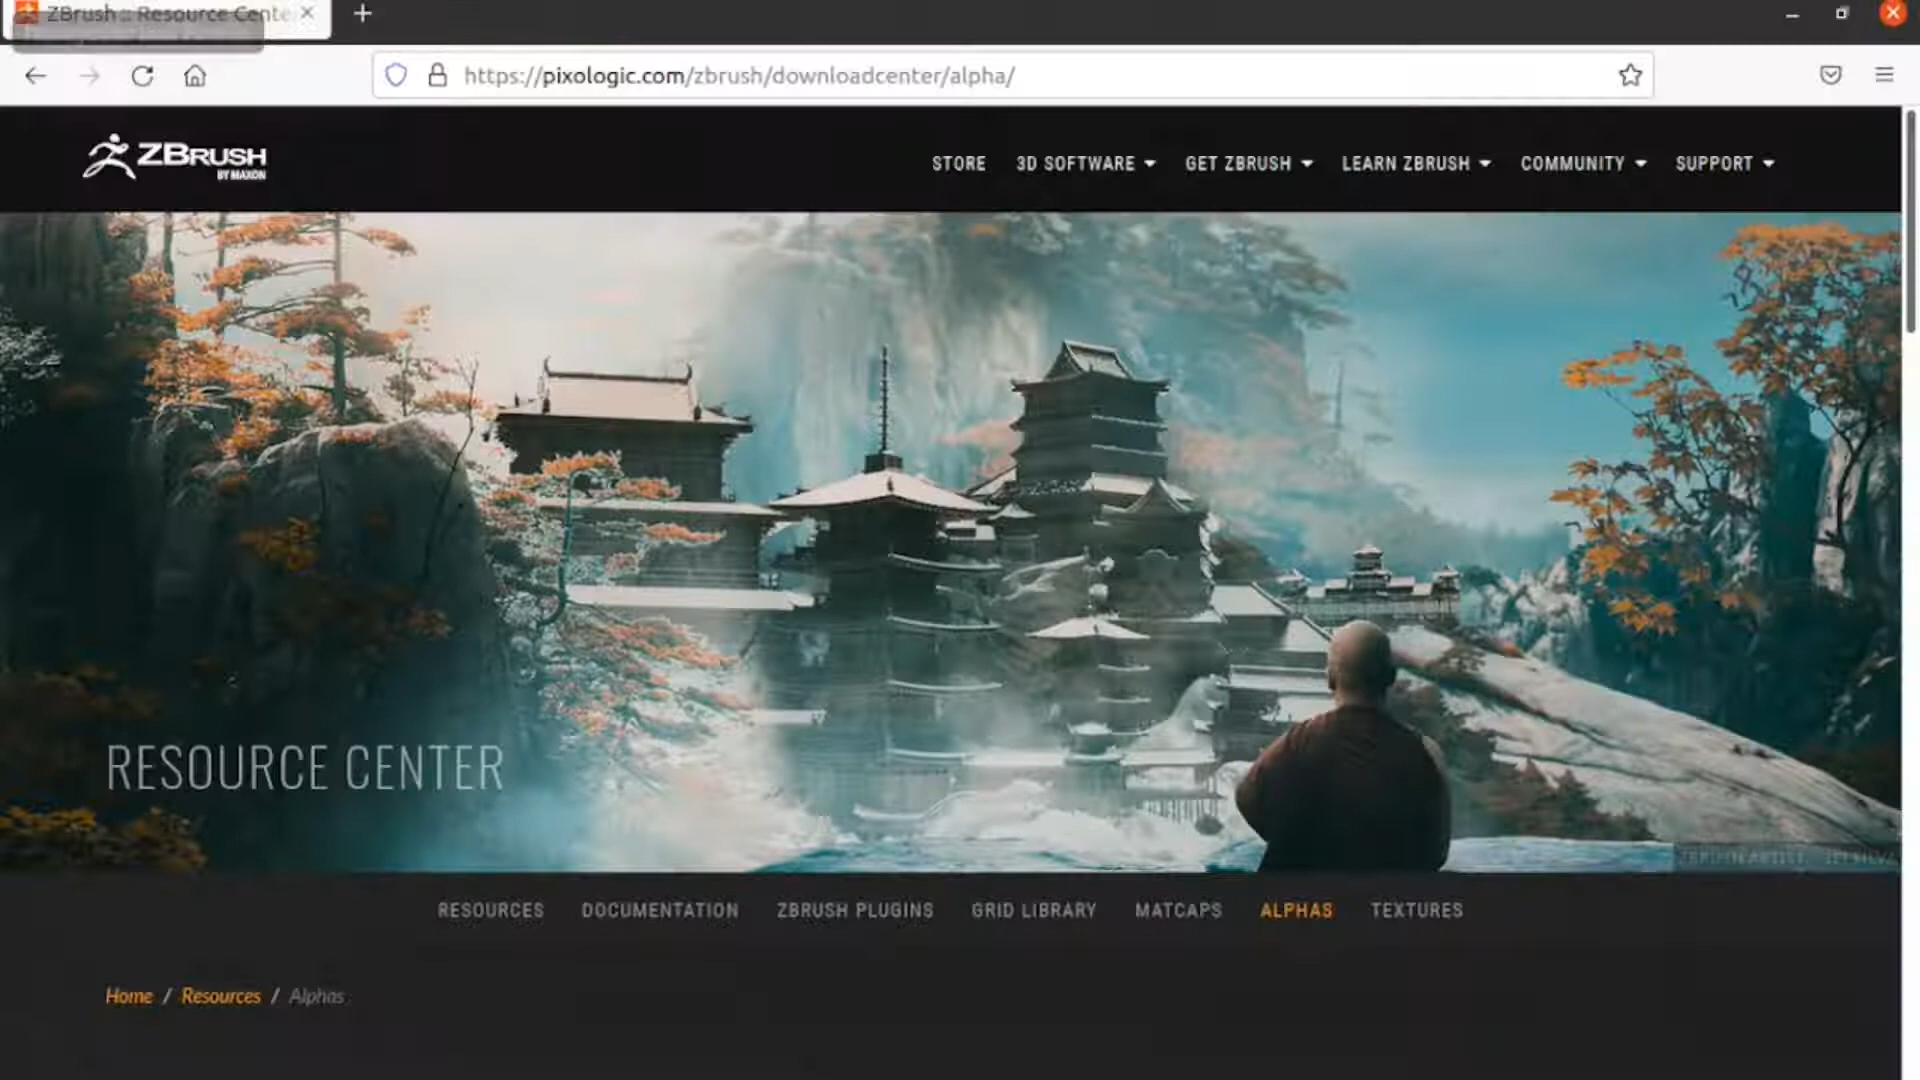 ZBrush :: Resource Cente
https://pixologic.com/zbrush/downloadcenter/alpha/
ZBRUSH
BY MAXON
STORE 3D SOFTWARE GET ZBRUSH LEARN ZBRUSH COMMUNITY SUPPORT
RESOURCE CENTER
RESOURCES DOCUMENTATION ZBRUSH PLUGINS GRID LIBRARY MATCAPS ALPHAS TEXTURES
Home / Resources / Alphas